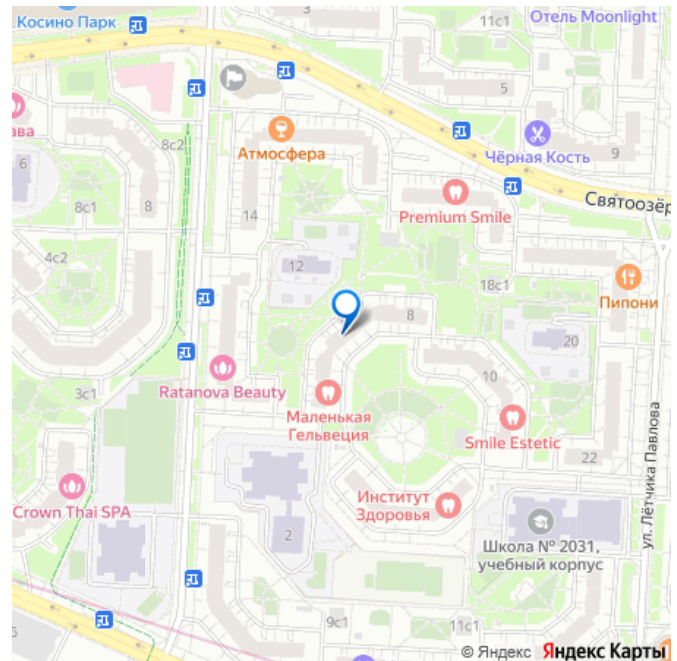 Косино Парк
11с1
Отель Moonlight
5
ава
8с2
Атмосфера
Чёрная Кость
9
6
8с1
8
Premium Smile
Святоозёр
14
4с2
12
18с1
Пипони
8
20
3с1
Ratanova Beauty
10
Маленькая
Гельвеция
Smile Estetic
22
ул. Лётчика Павлова
Crown Thai SPA
Институт
Здоровья
2
Школа № 2031,
учебный корпус
9с1
11с1
5
© Яндекс Яндекс Карты